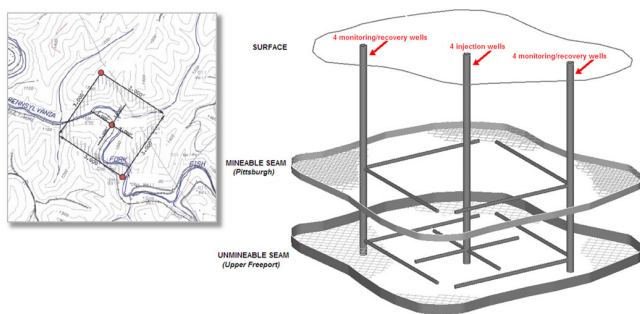 SURFACE
4 monitoring/recovery wells
4 injection wells
4 monitoring/recovery wells
MINEABLE SEAM
(Pittsburgh)
UNMINEABLE SEAM
(Upper Freeport)
PENNSYLVANIA
FORK
FISH